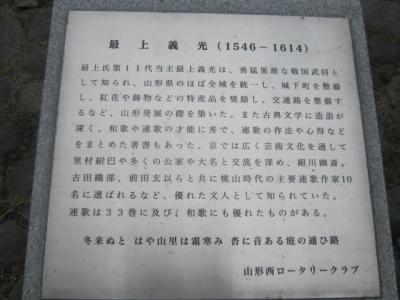 最上義光(1546−1614)
最上氏第11代当主最上義光は、勇猛果敢な戦国武将と
して知られ、山形県のほぼ全域を統一し、城下町を整備
し、紅花や鋳物などの特産品を奨励し、交通路を整備す
るなど、山形発展の礎を築いた。また古典文学に造詣が
深く、和歌や連歌の才能に秀で、連歌の作法や心得など
をまとめた著書もあった。京では広く芸術文化を通して
里村紹巴や多くの公家や大名と交流を深め、細川幽斎、
古田織部、前田玄以らと共に桃山時代の主要連歌作家10
名に選ばれるなど、優れた文人として知られていた。
連歌は33巻に及び、和歌にも優れたものがある。
冬来ぬと はや山里は霜寒み 沓に音ある庭の通ひ路
山形西ロータリークラブ